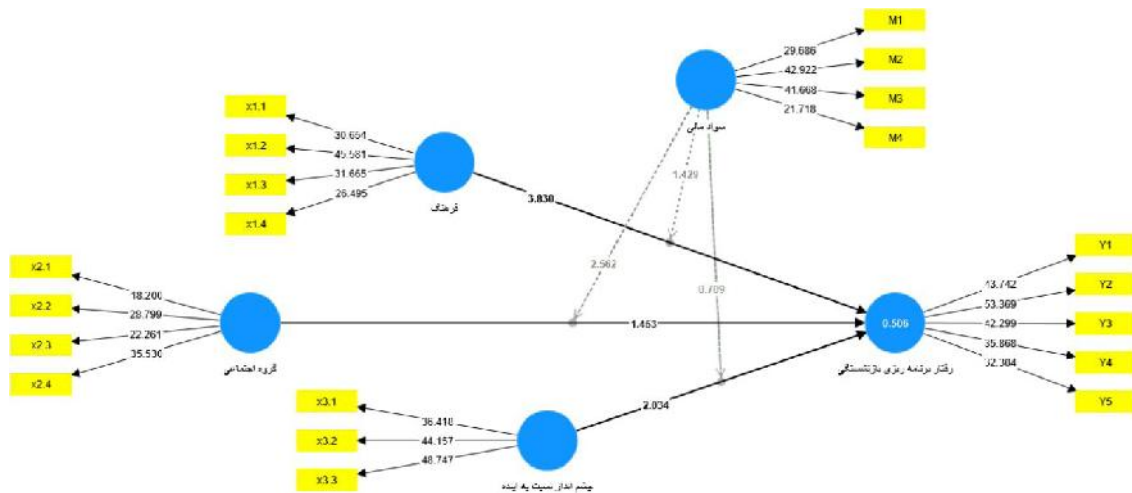 M1
29.686
M2
42.922
M3
41.668
M4
21.718
سواد مالی
x1.1
30.651
x1.2
45.581
x1.3
31.665
x1.4
26.495
فرهنگ
3.830
1.429
2.562
0.709
x2.1
18.200
x2.2
28.799
x2.3
22.261
x2.4
35.530
گروه اجتماعی
1.453
0.506
رفتار برنامه ریزی بازنشستگی
Y1
43.742
Y2
53.369
Y3
42.299
Y4
35.868
Y5
32.384
2.034
x3.1
36.418
x3.2
44.157
x3.3
48.747
چشم انداز نسبت به اینده